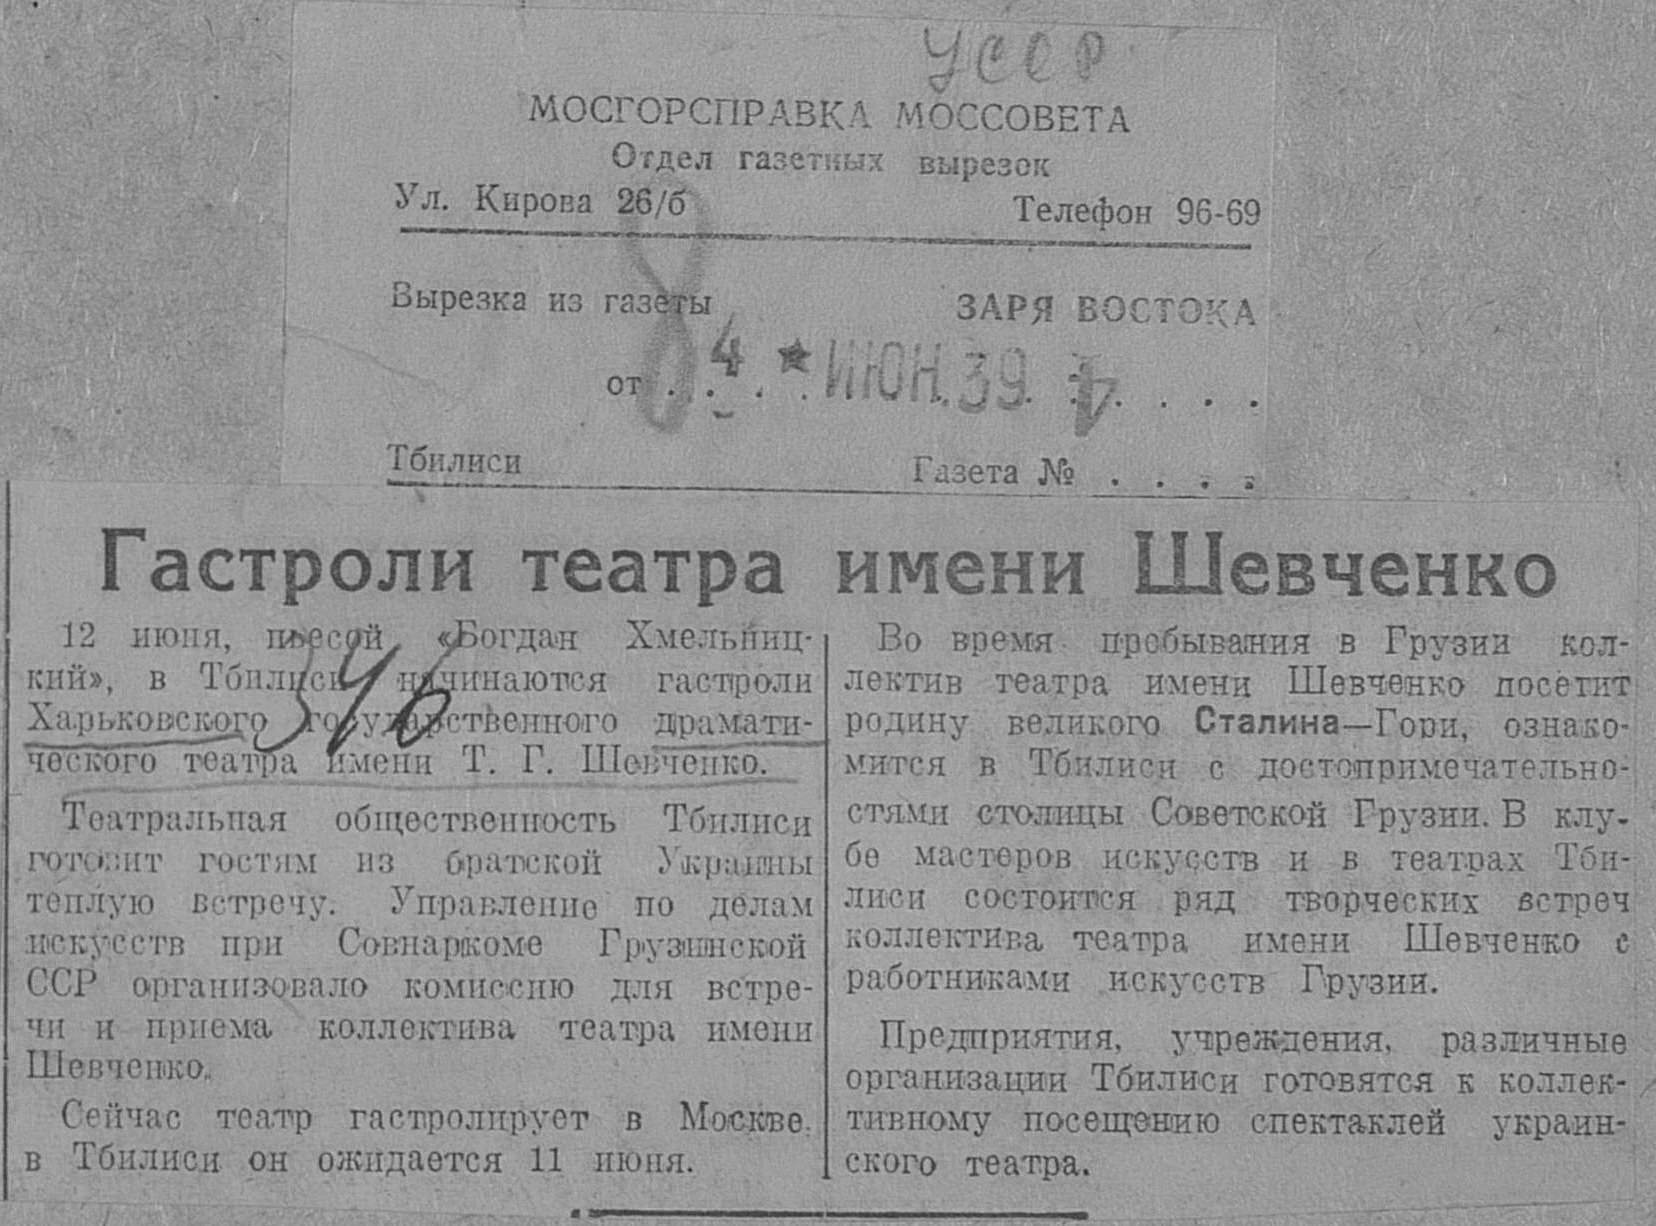 УССР
МОСГОРСПРАВКА МОССОВЕТА
Отдел газетных вырезок
Ул. Кирова 26/б Телефон 96-69
Вырезка из газеты ЗАРЯ ВОСТОКА
от . 4 . ★ ИЮН. 39 . . . . .
Тбилиси Газета № . . . .
Гастроли театра имени Шевченко
346
12 июня, пьесой «Богдан Хмельниц-
кий», в Тбилиси начинаются гастроли
Харьковского государственного драмати-
ческого театра имени Т. Г. Шевченко.
Театральная общественность Тбилиси
готовит гостям из братской Украины
теплую встречу. Управление по делам
искусств при Совнаркоме Грузинской
ССР организовало комиссию для встре-
чи и приема коллектива театра имени
Шевченко.
Сейчас театр гастролирует в Москве.
в Тбилиси он ожидается 11 июня.
Во время пребывания в Грузии кол-
лектив театра имени Шевченко посетит
родину великого Сталина—Гори, ознако-
мится в Тбилиси с достопримечательно-
стями столицы Советской Грузии. В клу-
бе мастеров искусств и в театрах Тби-
лиси состоится ряд творческих встреч
коллектива театра имени Шевченко с
работниками искусств Грузии.
Предприятия, учреждения, различные
организации Тбилиси готовятся к коллек-
тивному посещению спектаклей украин-
ского театра.